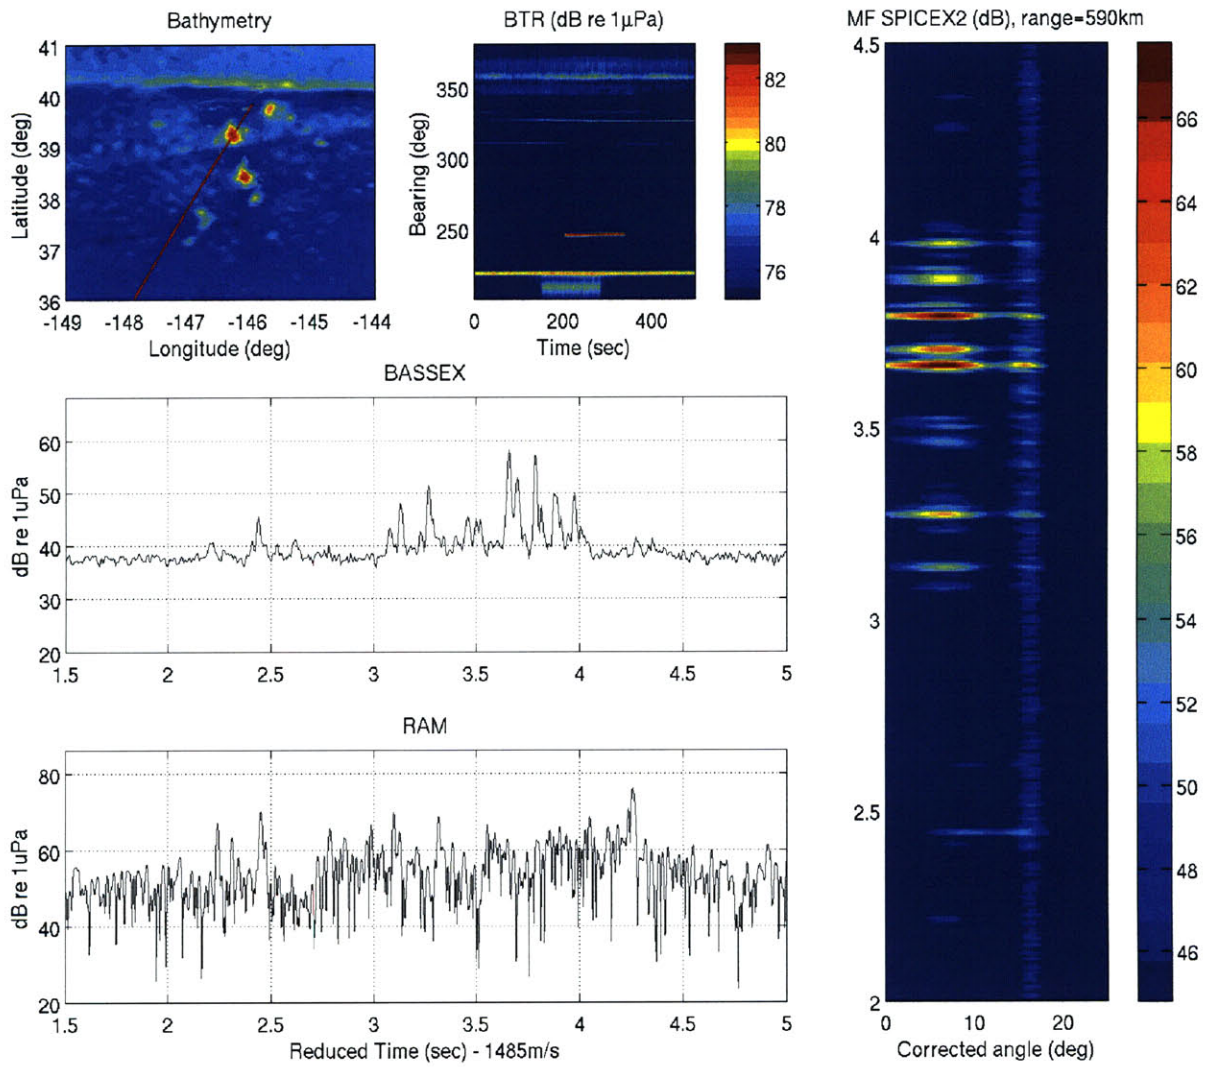 Bathymetry
BTR (dB re 1µPa)
MF SPICEX2 (dB), range=590km
41
40
39
38
37
36
Latitude (deg)
-149 -148 -147 -146 -145 -144
Longitude (deg)
350
300
250
Bearing (deg)
0 200 400
Time (sec)
82
80
78
76
BASSEX
60
50
40
30
20
dB re 1uPa
1.5 2 2.5 3 3.5 4 4.5 5
RAM
80
60
40
20
dB re 1uPa
1.5 2 2.5 3 3.5 4 4.5 5
Reduced Time (sec) - 1485m/s
4.5
4
3.5
3
2.5
2
0 10 20
Corrected angle (deg)
66
64
62
60
58
56
54
52
50
48
46